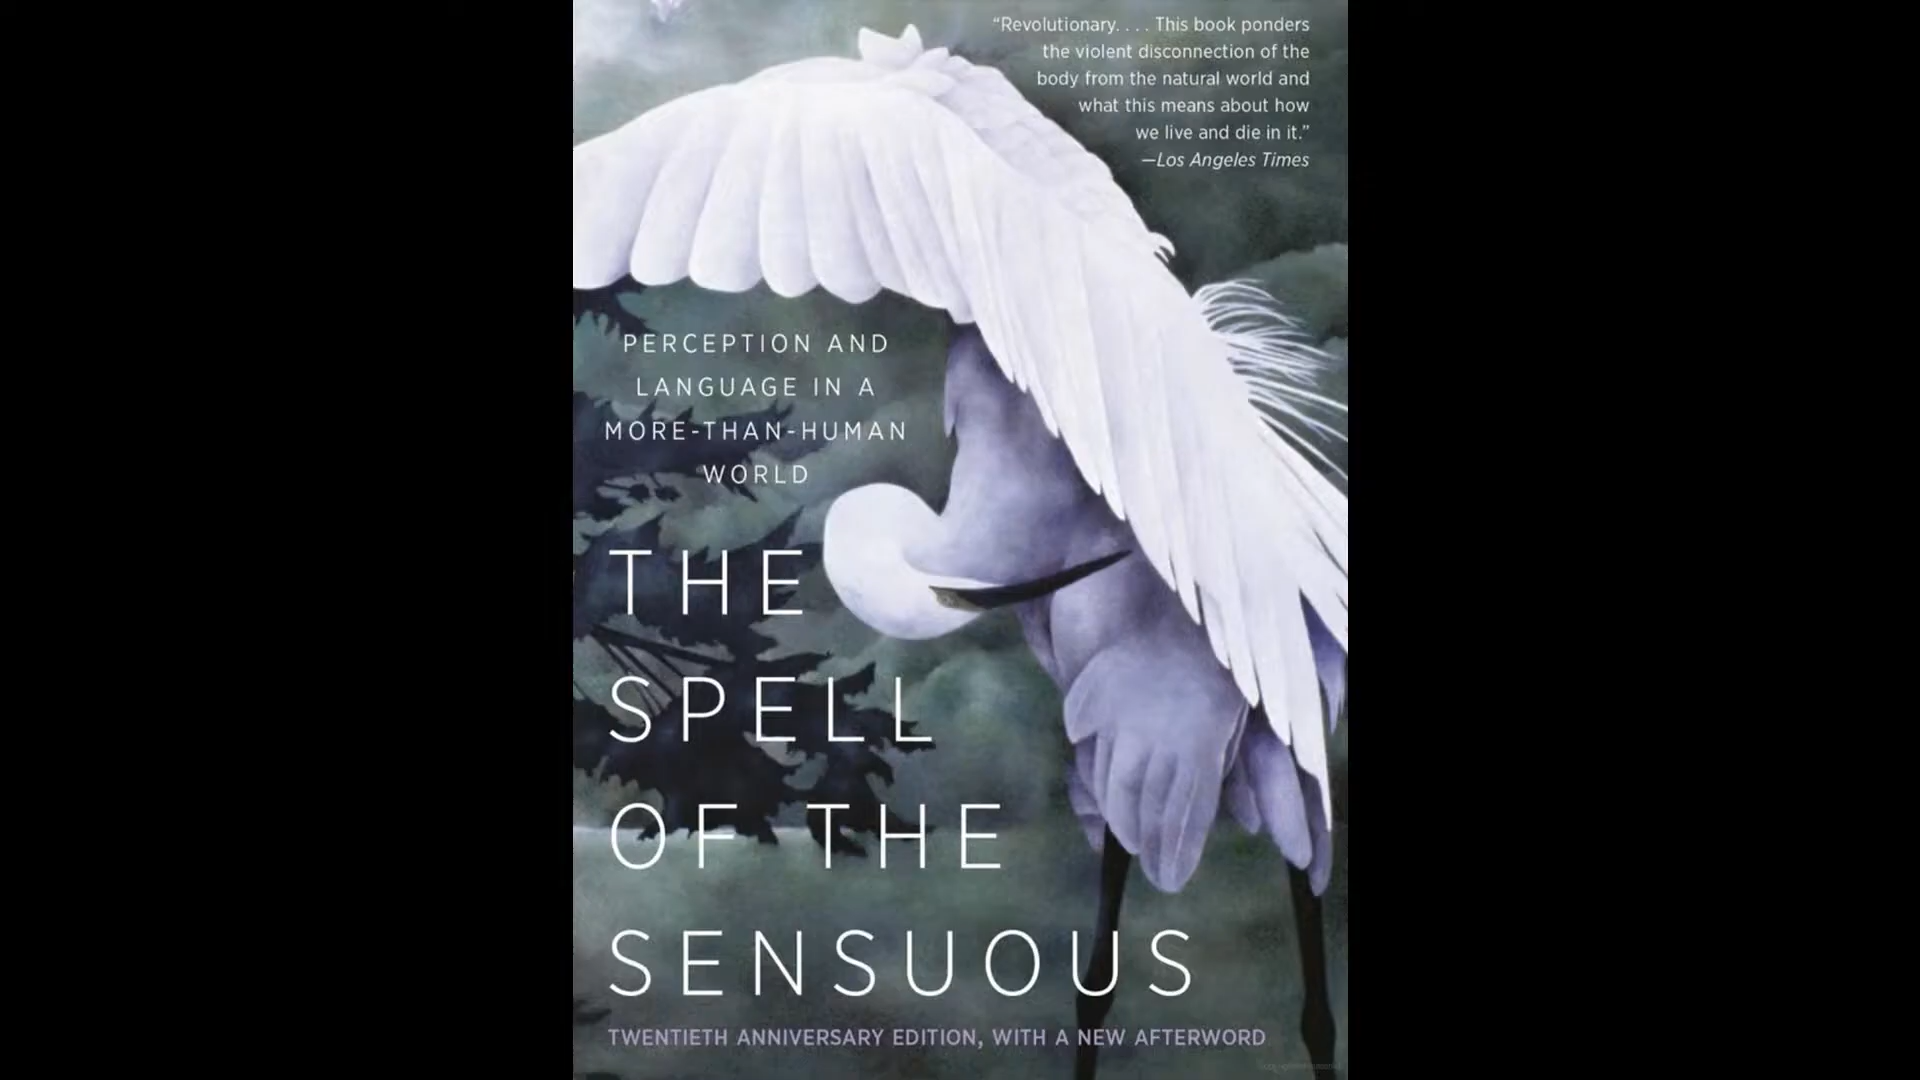 “Revolutionary. . . . This book ponders
the violent disconnection of the
body from the natural world and
what this means about how
we live and die in it.”
—Los Angeles Times
PERCEPTION AND
LANGUAGE IN A
MORE-THAN-HUMAN
WORLD
THE
SPELL
OF THE
SENSUOUS
TWENTIETH ANNIVERSARY EDITION, WITH A NEW AFTERWORD